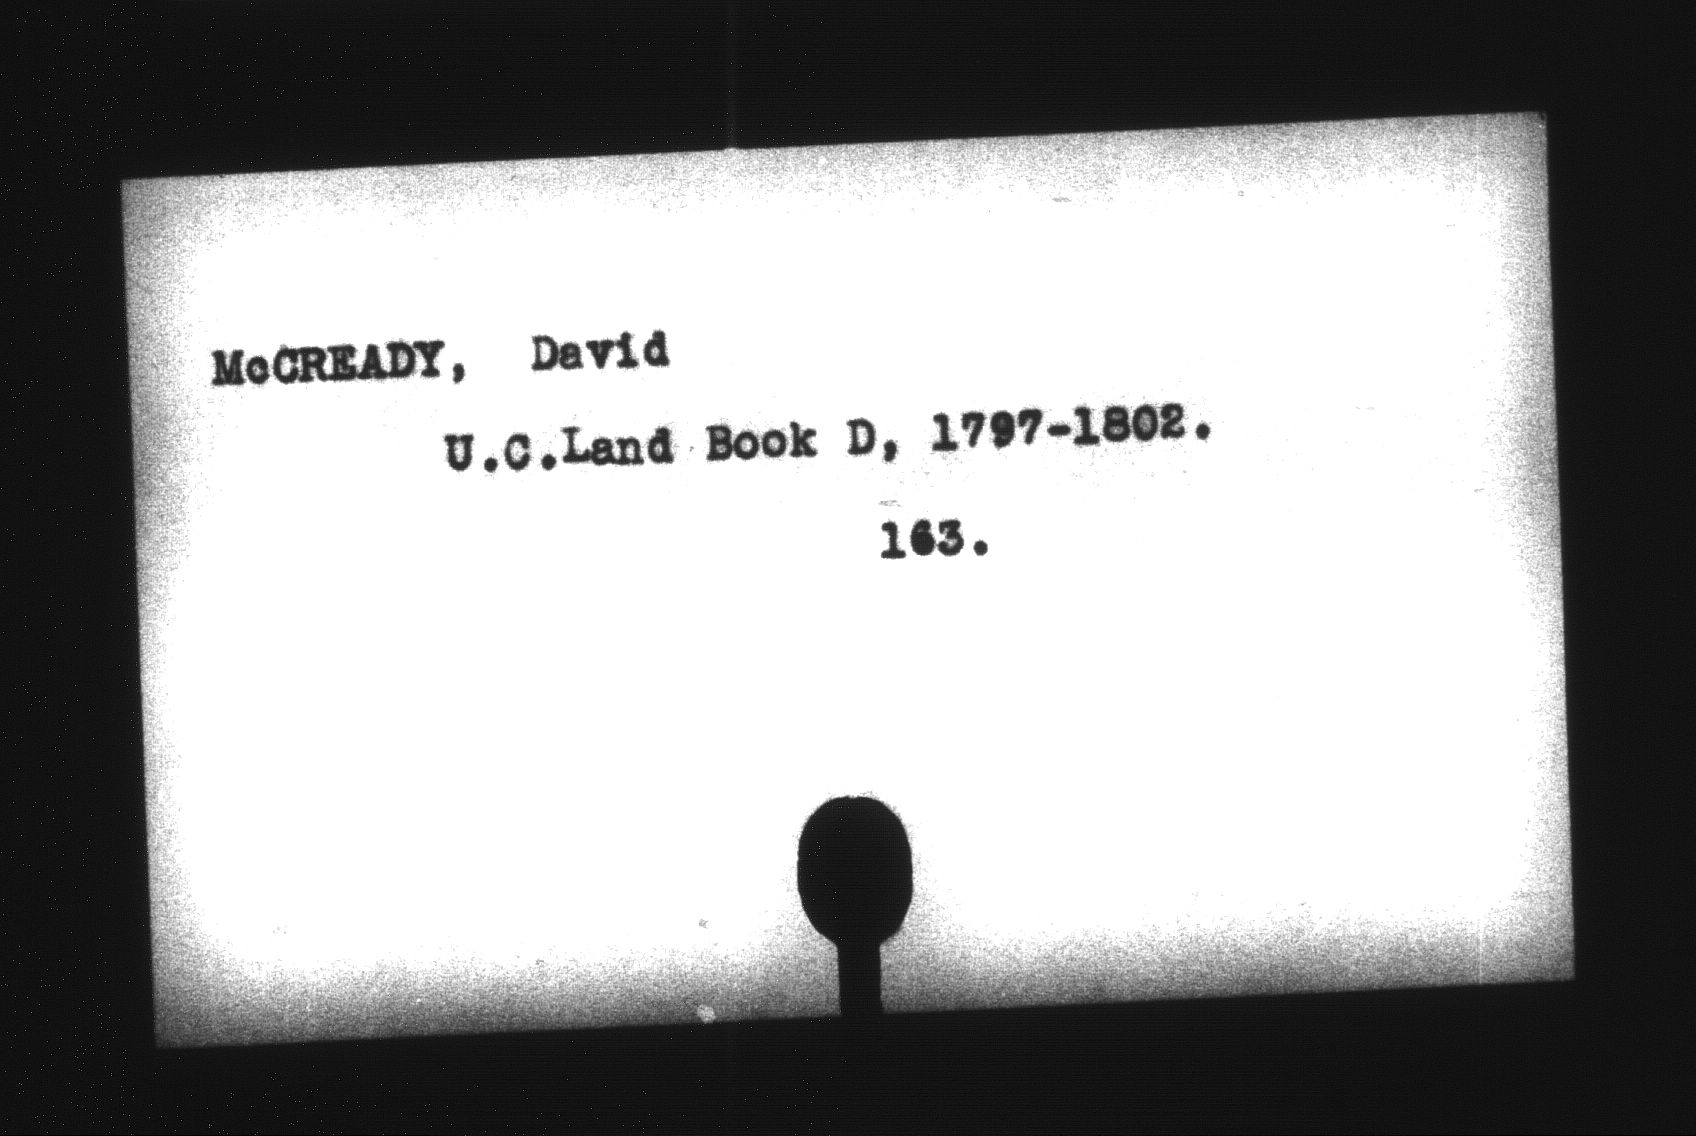 McCREADY, David
U.C.Land Book D, 1797-1802.
163.